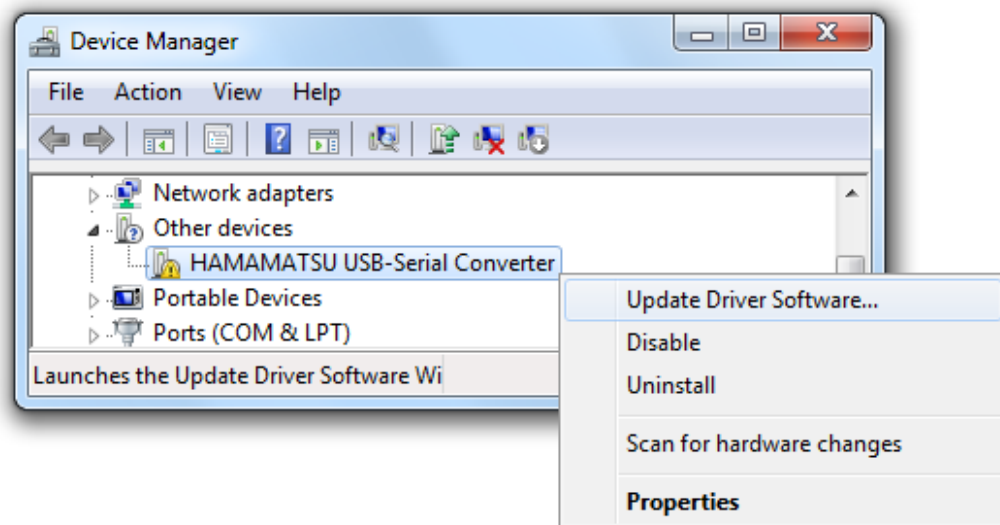 Device Manager
File Action View Help
Network adapters
Other devices
HAMAMATSU USB-Serial Converter
Portable Devices
Ports (COM & LPT)
Launches the Update Driver Software Wi
Update Driver Software...
Disable
Uninstall
Scan for hardware changes
Properties